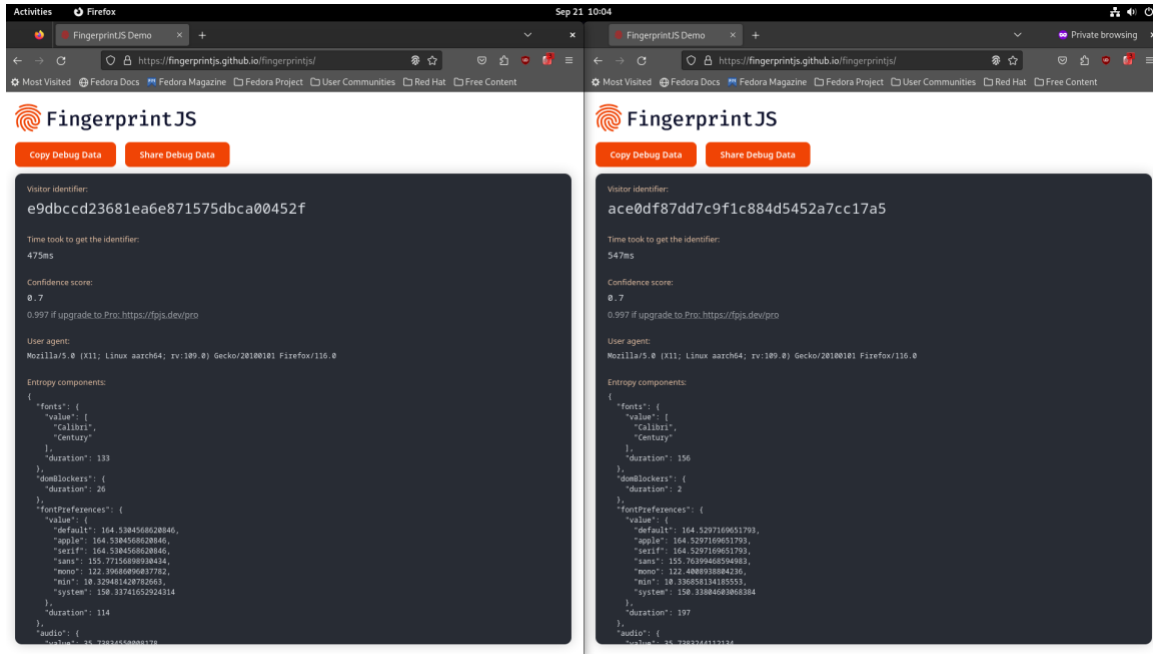 Activities Firefox Sep 21 10:04
FingerprintJS Demo × +
https://fingerprintjs.github.io/fingerprintjs/
Most Visited Fedora Docs Fedora Magazine Fedora Project User Communities Red Hat Free Content
FingerprintJS
Copy Debug Data Share Debug Data
Visitor identifier:
e9dbccd23681ea6e871575dbca00452f
Time took to get the identifier:
475ms
Confidence score:
0.7
0.997 if upgrade to Pro: https://fpjs.dev/pro
User agent:
Mozilla/5.0 (X11; Linux aarch64; rv:109.0) Gecko/20100101 Firefox/116.0
Entropy components:
{
"fonts": {
"value": [
"Calibri",
"Century"
],
"duration": 133
},
"domBlockers": {
"duration": 26
},
"fontPreferences": {
"value": {
"default": 164.5304568620846,
"apple": 164.5304568620846,
"serif": 164.5304568620846,
"sans": 155.77156898930434,
"mono": 122.39686096037782,
"min": 10.329481420782663,
"system": 150.33741652924314
},
"duration": 114
},
"audio": {
"value": 35.73834550008178
FingerprintJS Demo × + Private browsing
https://fingerprintjs.github.io/fingerprintjs/
Most Visited Fedora Docs Fedora Magazine Fedora Project User Communities Red Hat Free Content
FingerprintJS
Copy Debug Data Share Debug Data
Visitor identifier:
ace0df87dd7c9f1c884d5452a7cc17a5
Time took to get the identifier:
547ms
Confidence score:
0.7
0.997 if upgrade to Pro: https://fpjs.dev/pro
User agent:
Mozilla/5.0 (X11; Linux aarch64; rv:109.0) Gecko/20100101 Firefox/116.0
Entropy components:
{
"fonts": {
"value": [
"Calibri",
"Century"
],
"duration": 156
},
"domBlockers": {
"duration": 2
},
"fontPreferences": {
"value": {
"default": 164.5297169651793,
"apple": 164.5297169651793,
"serif": 164.5297169651793,
"sans": 155.76399468594983,
"mono": 122.4008938804236,
"min": 10.336858134185553,
"system": 150.33804603068384
},
"duration": 197
},
"audio": {
"value": 35.7383244112134